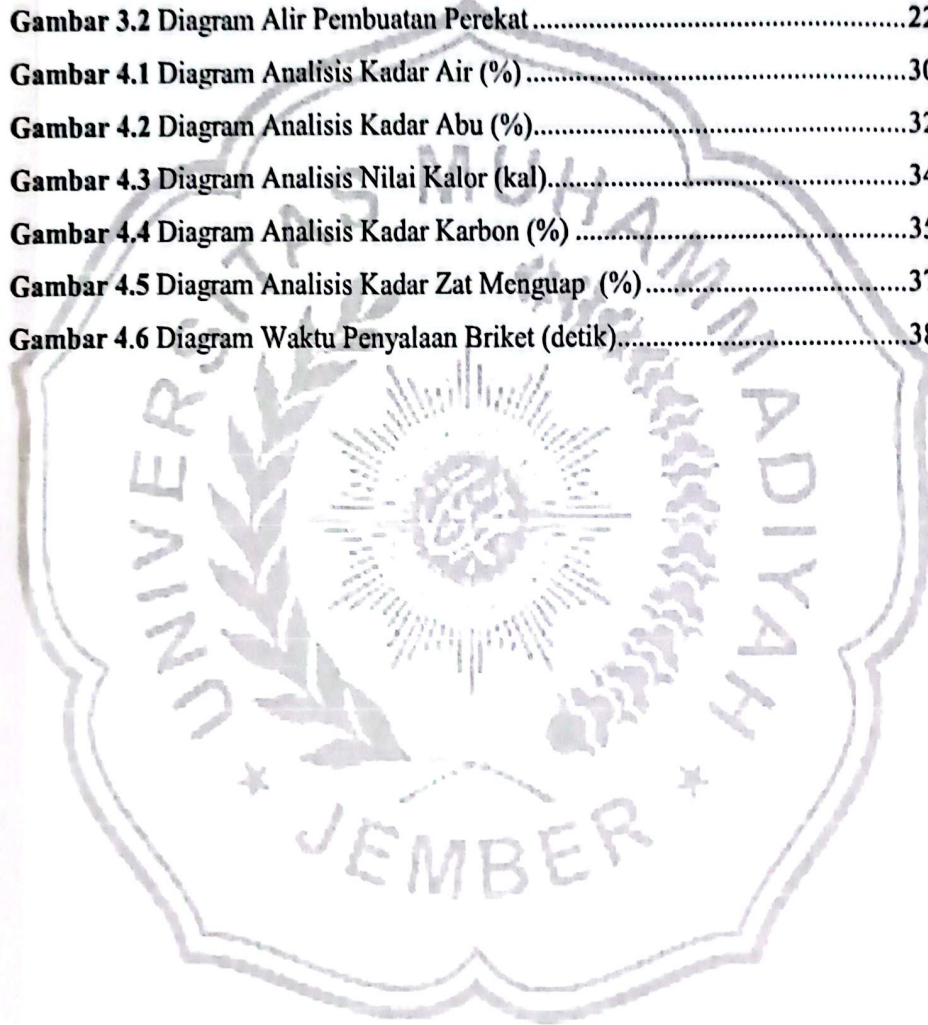 Gambar 3.2 Diagram Alir Pembuatan Perekat..........22
Gambar 4.1 Diagram Analisis Kadar Air (%)..........30
Gambar 4.2 Diagram Analisis Kadar Abu (%)..........32
Gambar 4.3 Diagram Analisis Nilai Kalor (kal)..........34
Gambar 4.4 Diagram Analisis Kadar Karbon (%)..........35
Gambar 4.5 Diagram Analisis Kadar Zat Menguap (%)..........37
Gambar 4.6 Diagram Waktu Penyalaan Briket (detik)..........38
UNIVERSITAS MUHAMMADIYAH
JEMBER